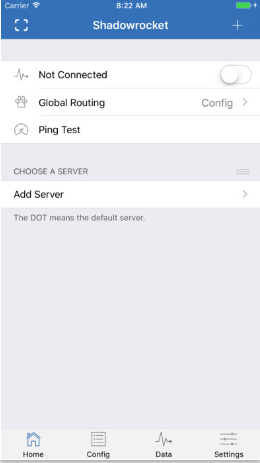 Carrier 8:22 AM
Shadowrocket
Not Connected
Global Routing Config
Ping Test
CHOOSE A SERVER
Add Server
The DOT means the default server.
Home Config Data Settings